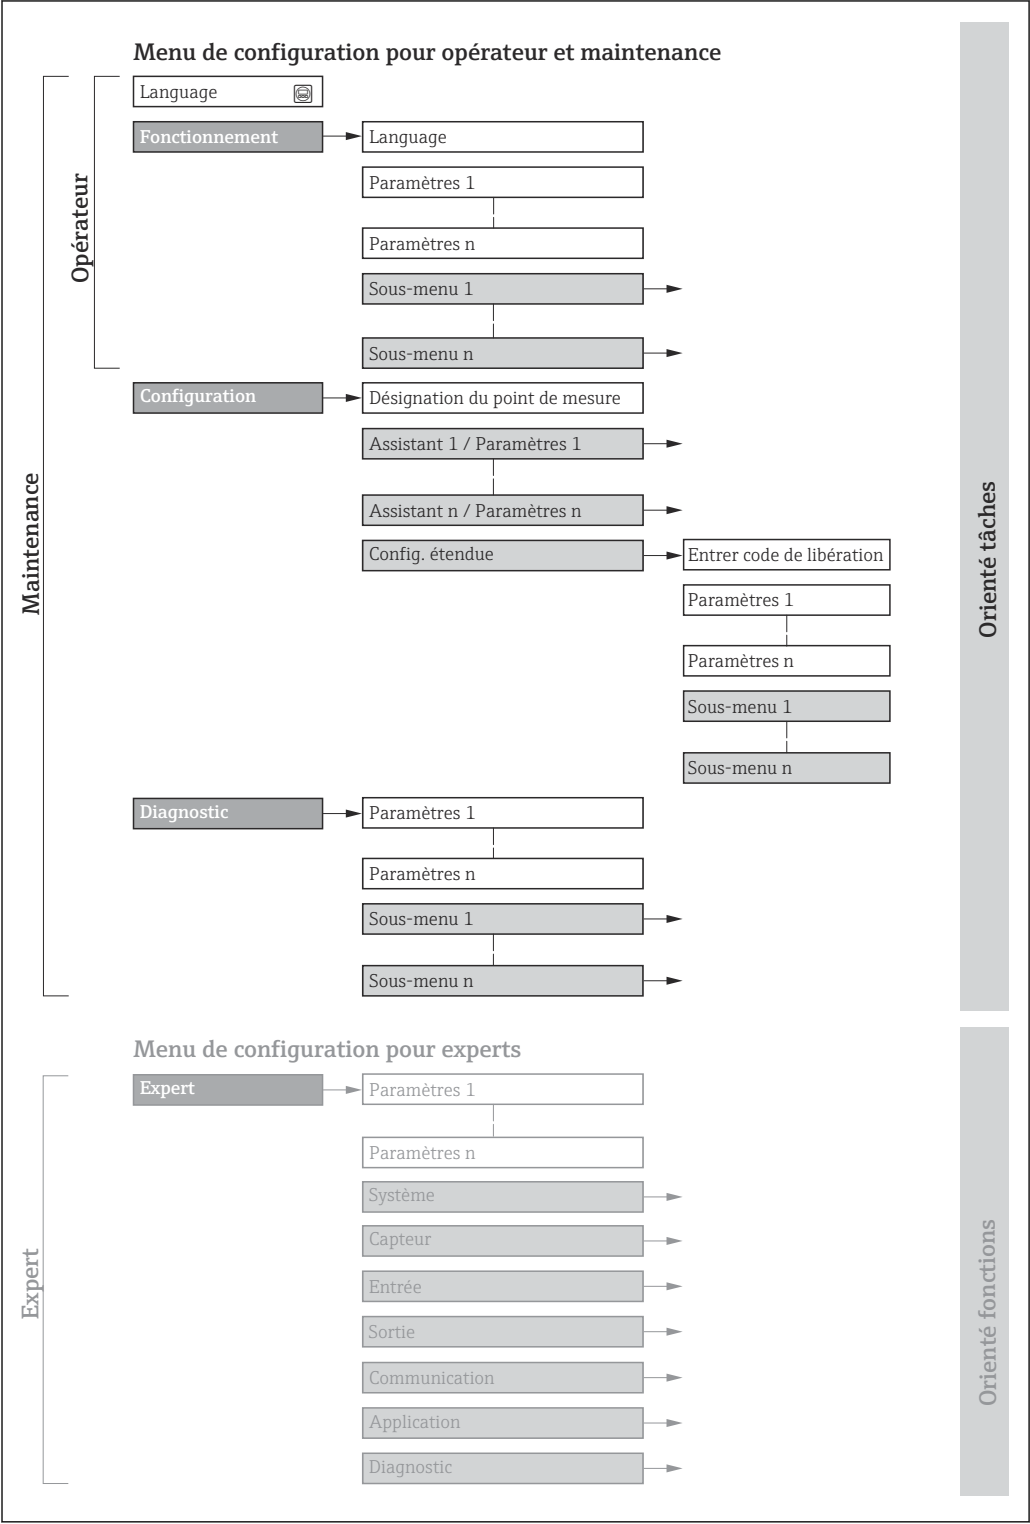 Menu de configuration pour opérateur et maintenance
Language
Fonctionnement
Language
Paramètres 1
Paramètres n
Sous-menu 1
Sous-menu n
Opérateur
Configuration
Désignation du point de mesure
Assistant 1 / Paramètres 1
Assistant n / Paramètres n
Config. étendue
Entrer code de libération
Paramètres 1
Paramètres n
Sous-menu 1
Sous-menu n
Maintenance
Orienté tâches
Diagnostic
Paramètres 1
Paramètres n
Sous-menu 1
Sous-menu n
Menu de configuration pour experts
Expert
Paramètres 1
Paramètres n
Système
Capteur
Entrée
Sortie
Communication
Application
Diagnostic
Expert
Orienté fonctions